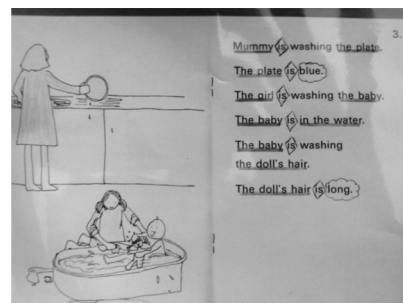 3.
Mummy is washing the plate.
The plate is blue.
The girl is washing the baby.
The baby is in the water.
The baby is washing
the doll's hair.
The doll's hair is long.